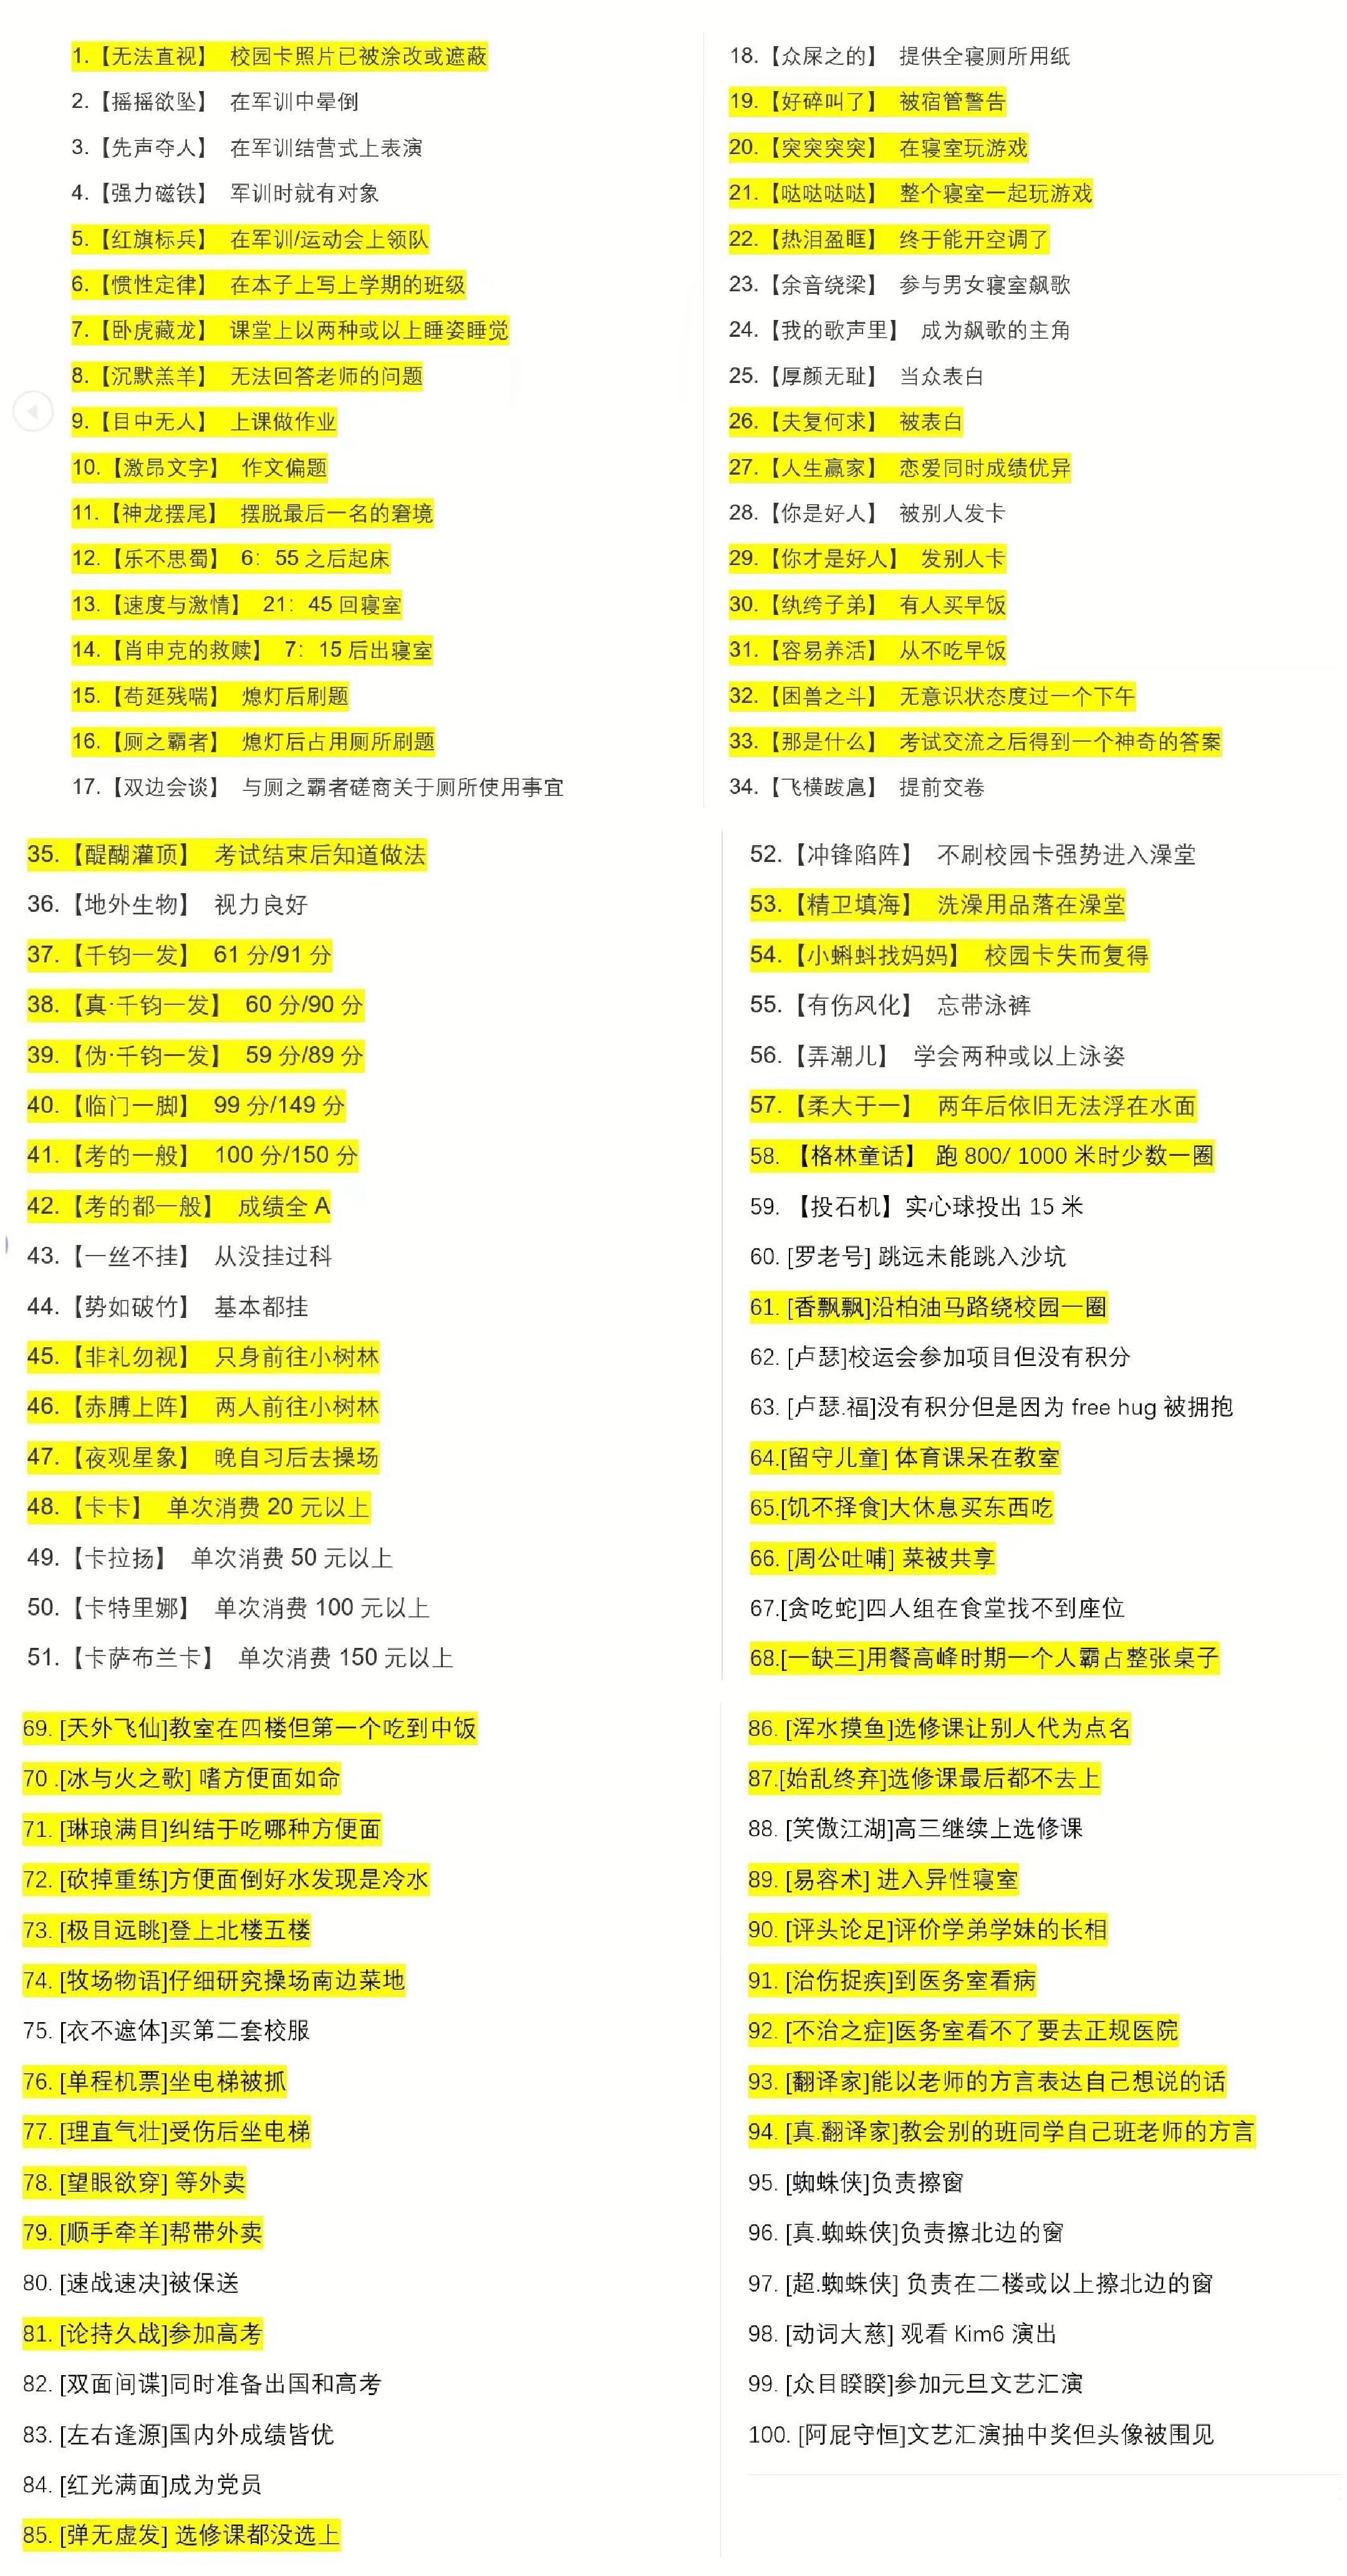 1.【无法直视】 校园卡照片已被涂改或遮蔽
2.【摇摇欲坠】 在军训中晕倒
3.【先声夺人】 在军训结营式上表演
4.【强力磁铁】 军训时就有对象
5.【红旗标兵】 在军训/运动会上领队
6.【惯性定律】 在本子上写上学期的班级
7.【卧虎藏龙】 课堂上以两种或以上睡姿睡觉
8.【沉默羔羊】 无法回答老师的问题
9.【目中无人】 上课做作业
10.【激昂文字】 作文偏题
11.【神龙摆尾】 摆脱最后一名的窘境
12.【乐不思蜀】 6：55 之后起床
13.【速度与激情】 21：45 回寝室
14.【肖申克的救赎】 7：15 后出寝室
15.【苟延残喘】 熄灯后刷题
16.【厕之霸者】 熄灯后占用厕所刷题
17.【双边会谈】 与厕之霸者磋商关于厕所使用事宜
18.【众屎之的】 提供全寝厕所用纸
19.【好碎叫了】 被宿管警告
20.【突突突突】 在寝室玩游戏
21.【哒哒哒哒】 整个寝室一起玩游戏
22.【热泪盈眶】 终于能开空调了
23.【余音绕梁】 参与男女寝室飙歌
24.【我的歌声里】 成为飙歌的主角
25.【厚颜无耻】 当众表白
26.【夫复何求】 被表白
27.【人生赢家】 恋爱同时成绩优异
28.【你是好人】 被别人发卡
29.【你才是好人】 发别人卡
30.【纨绔子弟】 有人买早饭
31.【容易养活】 从不吃早饭
32.【困兽之斗】 无意识状态度过一个下午
33.【那是什么】 考试交流之后得到一个神奇的答案
34.【飞横跋扈】 提前交卷
35.【醍醐灌顶】 考试结束后知道做法
36.【地外生物】 视力良好
37.【千钧一发】 61 分/91 分
38.【真·千钧一发】 60 分/90 分
39.【伪·千钧一发】 59 分/89 分
40.【临门一脚】 99 分/149 分
41.【考的一般】 100 分/150 分
42.【考的都一般】 成绩全 A
43.【一丝不挂】 从没挂过科
44.【势如破竹】 基本都挂
45.【非礼勿视】 只身前往小树林
46.【赤膊上阵】 两人前往小树林
47.【夜观星象】 晚自习后去操场
48.【卡卡】 单次消费 20 元以上
49.【卡拉扬】 单次消费 50 元以上
50.【卡特里娜】 单次消费 100 元以上
51.【卡萨布兰卡】 单次消费 150 元以上
52.【冲锋陷阵】 不刷校园卡强势进入澡堂
53.【精卫填海】 洗澡用品落在澡堂
54.【小蝌蚪找妈妈】 校园卡失而复得
55.【有伤风化】 忘带泳裤
56.【弄潮儿】 学会两种或以上泳姿
57.【柔大于一】 两年后依旧无法浮在水面
58. 【格林童话】 跑 800/ 1000 米时少数一圈
59. 【投石机】实心球投出 15 米
60. [罗老号] 跳远未能跳入沙坑
61. [香飘飘]沿柏油马路绕校园一圈
62. [卢瑟]校运会参加项目但没有积分
63. [卢瑟.福]没有积分但是因为 free hug 被拥抱
64.[留守儿童] 体育课呆在教室
65.[饥不择食]大休息买东西吃
66. [周公吐哺] 菜被共享
67.[贪吃蛇]四人组在食堂找不到座位
68.[一缺三]用餐高峰时期一个人霸占整张桌子
69. [天外飞仙]教室在四楼但第一个吃到中饭
70 .[冰与火之歌] 嗜方便面如命
71. [琳琅满目]纠结于吃哪种方便面
72. [砍掉重练]方便面倒好水发现是冷水
73. [极目远眺]登上北楼五楼
74. [牧场物语]仔细研究操场南边菜地
75. [衣不遮体]买第二套校服
76. [单程机票]坐电梯被抓
77. [理直气壮]受伤后坐电梯
78. [望眼欲穿] 等外卖
79. [顺手牵羊]帮带外卖
80. [速战速决]被保送
81. [论持久战]参加高考
82. [双面间谍]同时准备出国和高考
83. [左右逢源]国内外成绩皆优
84. [红光满面]成为党员
85. [弹无虚发] 选修课都没选上
86. [浑水摸鱼]选修课让别人代为点名
87.[始乱终弃]选修课最后都不去上
88. [笑傲江湖]高三继续上选修课
89. [易容术] 进入异性寝室
90. [评头论足]评价学弟学妹的长相
91. [治伤捉疾]到医务室看病
92. [不治之症]医务室看不了要去正规医院
93. [翻译家]能以老师的方言表达自己想说的话
94. [真.翻译家]教会别的班同学自己班老师的方言
95. [蜘蛛侠]负责擦窗
96. [真.蜘蛛侠]负责擦北边的窗
97. [超.蜘蛛侠] 负责在二楼或以上擦北边的窗
98. [动词大慈] 观看 Kim6 演出
99. [众目睽睽]参加元旦文艺汇演
100. [阿屁守恒]文艺汇演抽中奖但头像被围见